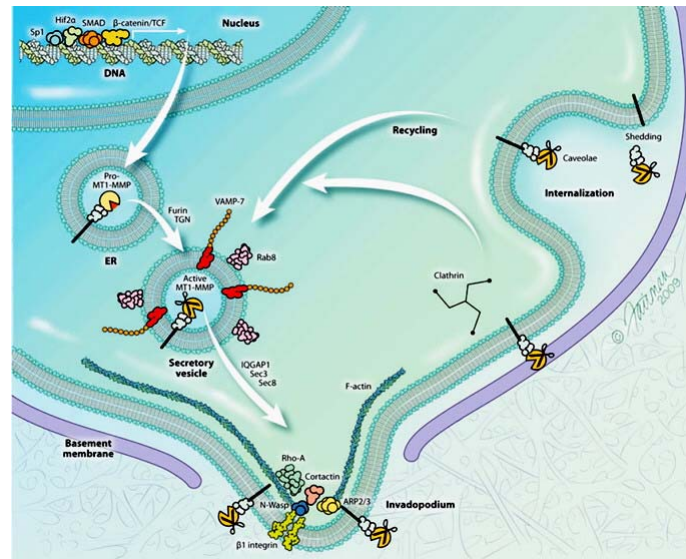 Sp1
Hif2α
SMAD
β-catenin/TCF
Nucleus
DNA
Recycling
Shedding
Caveolae
Internalization
Pro-
MT1-MMP
ER
Furin
TGN
VAMP-7
Rab8
Active
MT1-MMP
Secretory
vesicle
Clathrin
IQGAP1
Sec3
Sec8
F-actin
Basement
membrane
Rho-A
Cortactin
N-Wasp
ARP2/3
Invadopodium
β1 integrin
©
2009